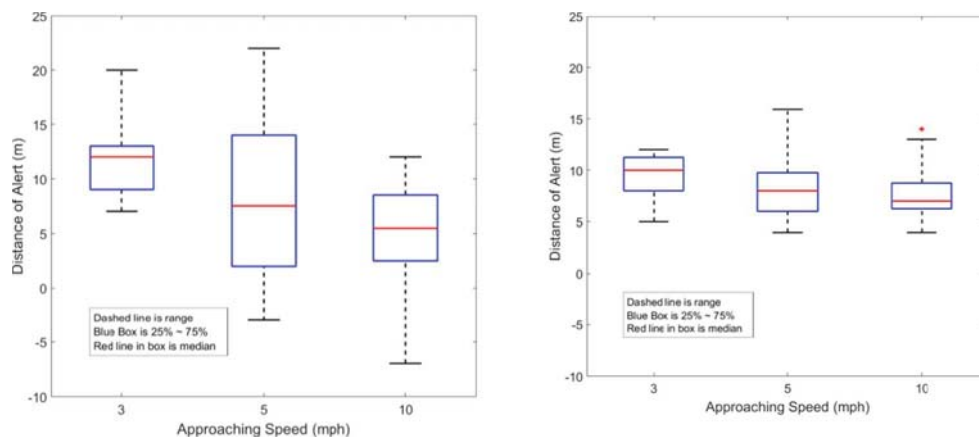 25
20
15
10
5
0
-5
-10
Distance of Alert (m)
Dashed line is range
Blue Box is 25% ~ 75%
Red line in box is median
3 5 10
Approaching Speed (mph)
25
20
15
10
5
0
-5
-10
Distance of Alert (m)
Dashed line is range
Blue Box is 25% ~ 75%
Red line in box is median
3 5 10
Approaching Speed (mph)